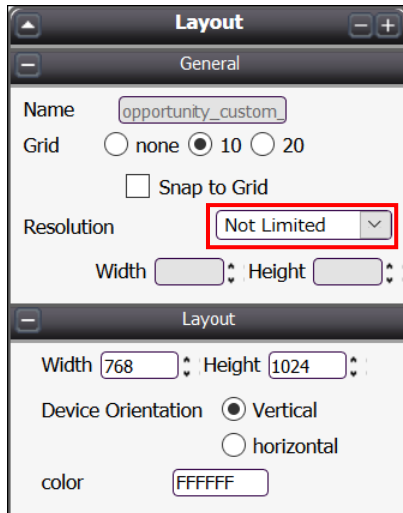 Layout
General
Name opportunity_custom_
Grid none 10 20
Snap to Grid
Resolution Not Limited
Width Height
Layout
Width 768 Height 1024
Device Orientation Vertical
horizontal
color FFFFFF